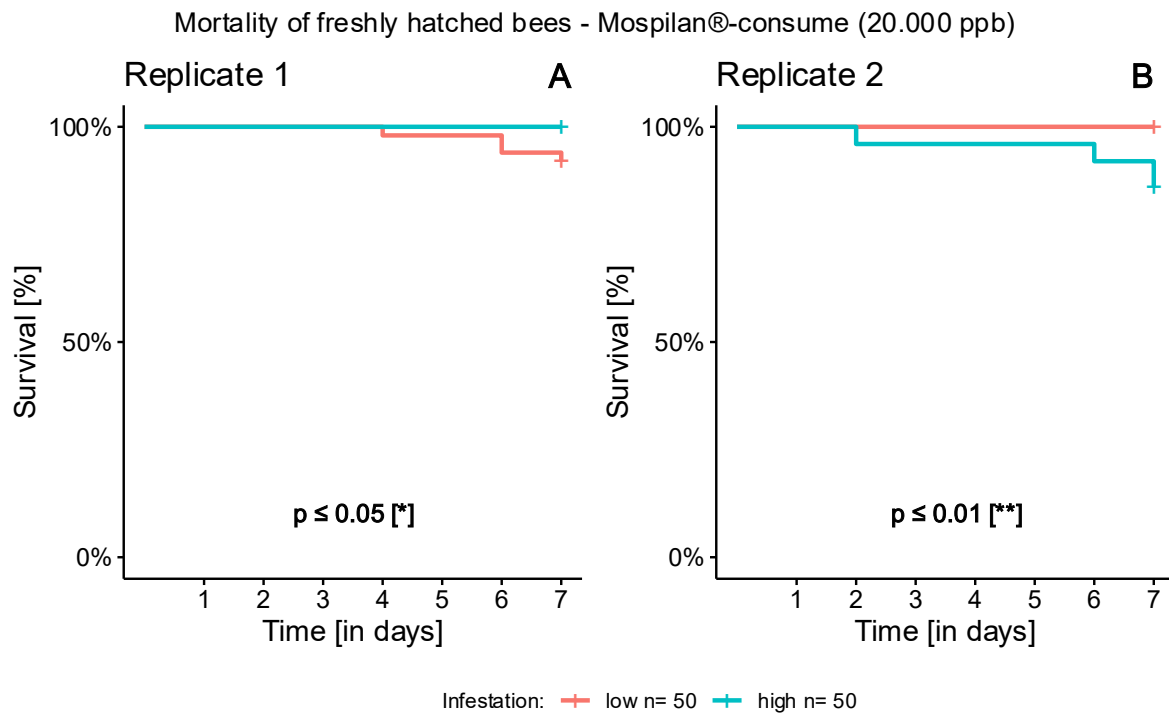 Mortality of freshly hatched bees - Mospilan®-consume (20.000 ppb)
Replicate 1
A
Survival [%]
100%
50%
0%
p ≤ 0.05 [*]
1 2 3 4 5 6 7
Time [in days]
Replicate 2
B
Survival [%]
100%
50%
0%
p ≤ 0.01 [**]
1 2 3 4 5 6 7
Time [in days]
Infestation: low n= 50 high n= 50